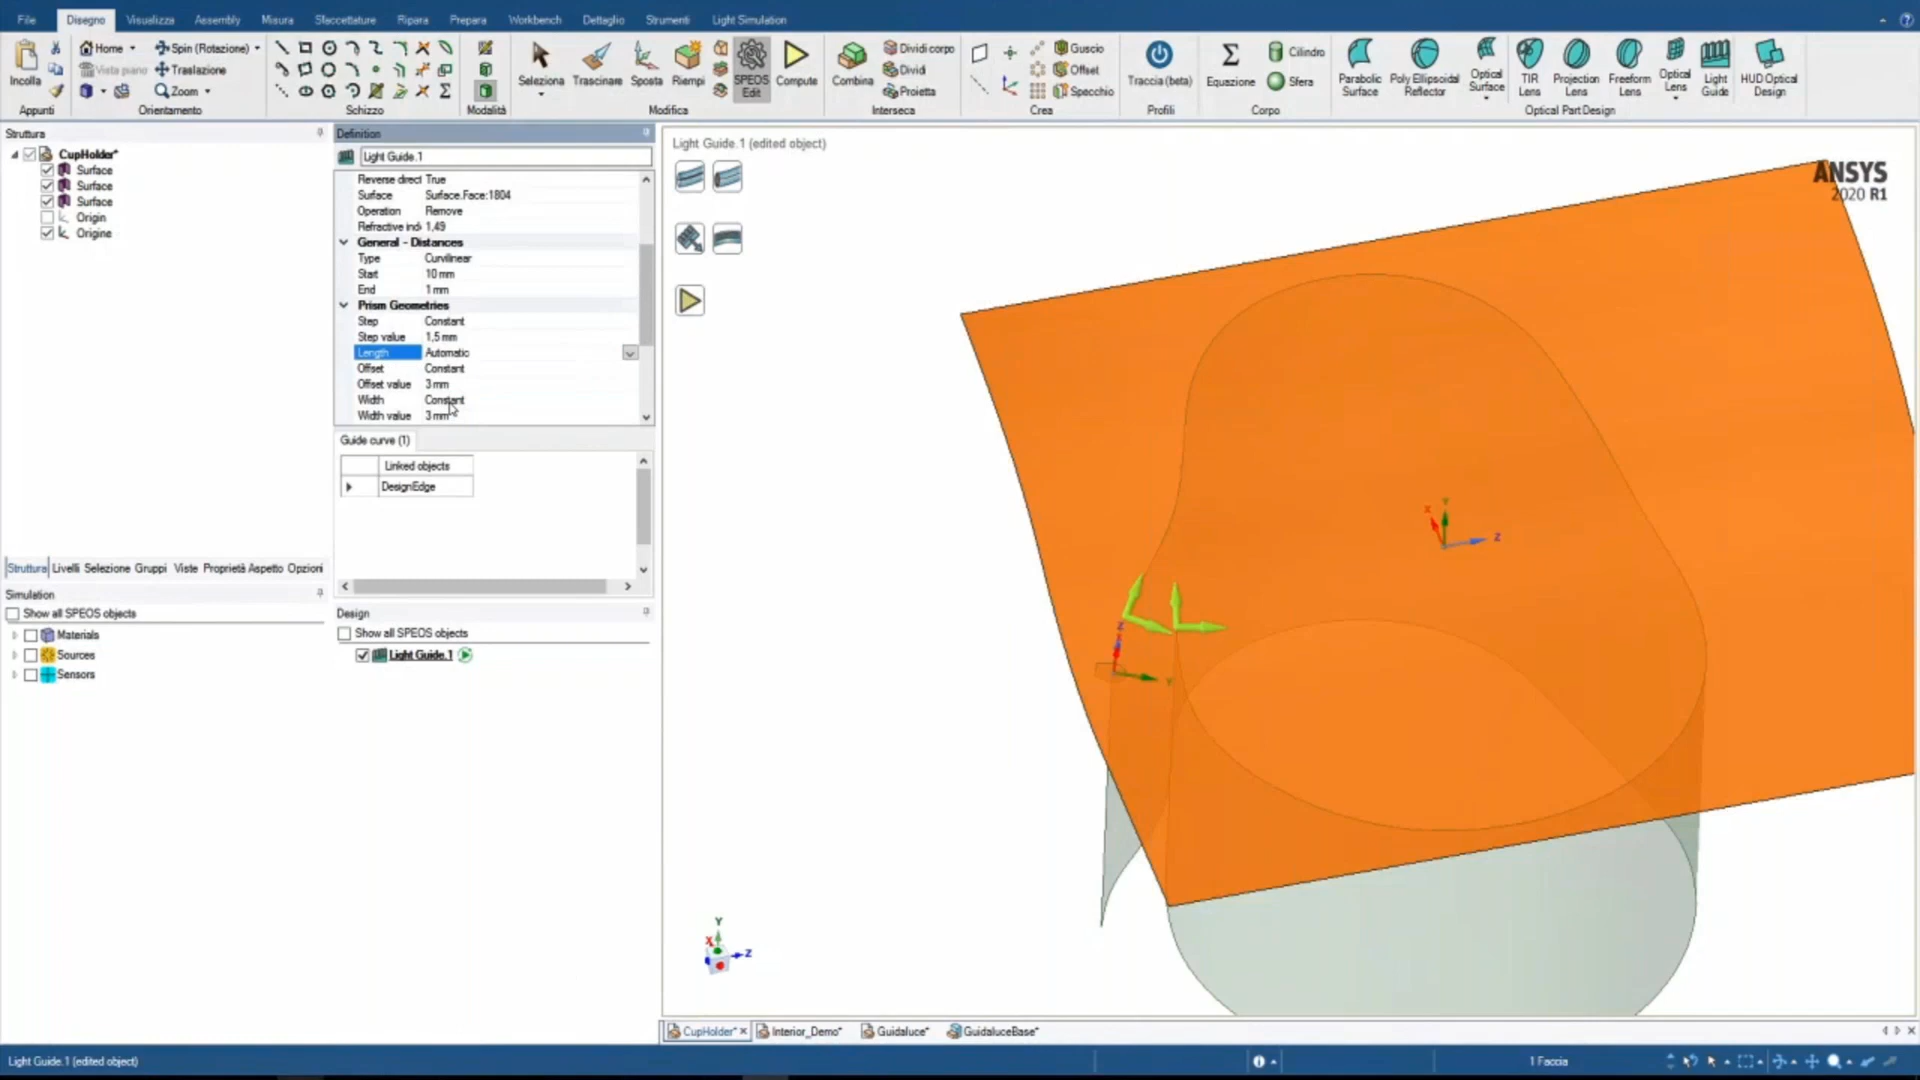 File Disegno Visualizza Assembly Misura Sfaccettature Ripara Prepara Workbench Dettaglio Strumenti Light Simulation
Incolla
Appunti
Home Spin (Rotazione)
Vista piano Traslazione
Zoom
Orientamento
Schizzo
Modalità
Seleziona Trascinare Sposta Riempi SPEOS Edit Compute
Modifica
Combina
Dividi corpo
Dividi
Proietta
Interseca
Guscio
Offset
Specchio
Crea
Traccia (beta)
Profili
Equazione
Cilindro
Sfera
Corpo
Parabolic Surface
Poly Ellipsoidal Reflector
Optical Surface
TIR Lens
Projection Lens
Freeform Lens
Optical Lens
Light Guide
HUD Optical Design
Optical Part Design
Struttura
CupHolder*
Surface
Surface
Surface
Origin
Origine
Struttura Livelli Selezione Gruppi Viste Proprietà Aspetto Opzioni
Simulation
Show all SPEOS objects
Materials
Sources
Sensors
Definition
Light Guide.1
Reverse direct True
Surface Surface.Face:1804
Operation Remove
Refractive indi 1,49
General - Distances
Type Curvilinear
Start 10 mm
End 1 mm
Prism Geometries
Step Constant
Step value 1,5 mm
Length Automatic
Offset Constant
Offset value 3 mm
Width Constant
Width value 3 mm
Guide curve (1)
Linked objects
DesignEdge
Design
Show all SPEOS objects
Light Guide.1
Light Guide.1 (edited object)
ANSYS
2020 R1
X Y Z
Z
Y
Y
X Z
CupHolder* Interior_Demo* Guidaluce* GuidaluceBase*
Light Guide.1 (edited object)
1 Faccia